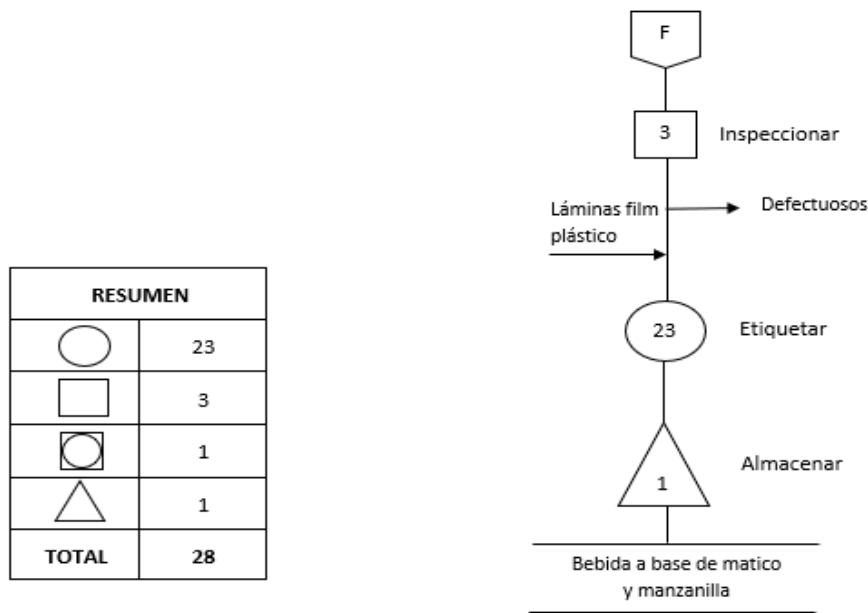 F
3
Inspeccionar
Defectuosos
Láminas film
plástico
23
Etiquetar
1
Almacenar
Bebida a base de matico
y manzanilla
RESUMEN
23
3
1
1
TOTAL 28